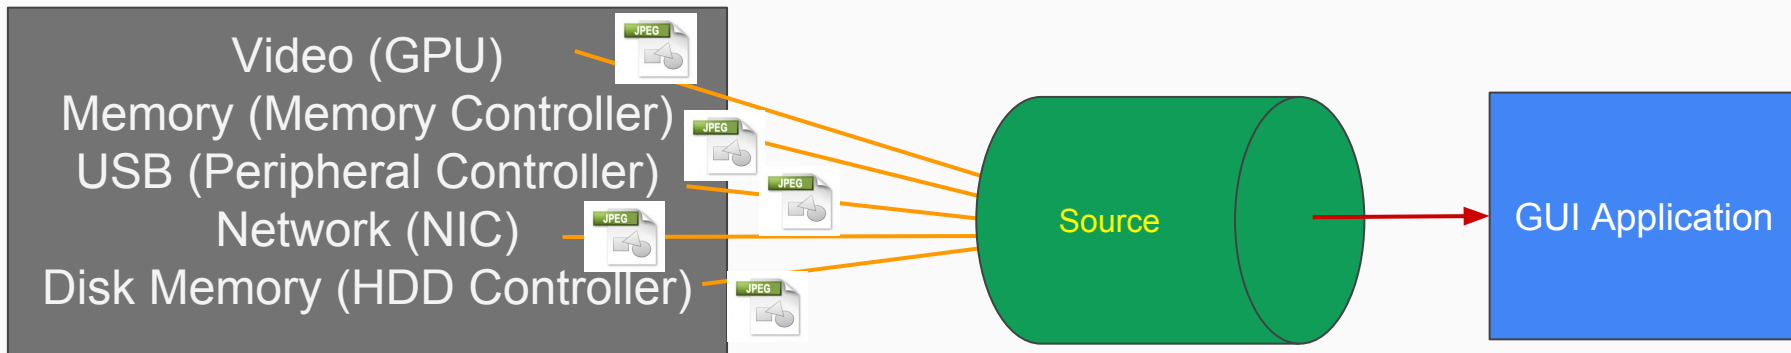 Video (GPU)
Memory (Memory Controller)
USB (Peripheral Controller)
Network (NIC)
Disk Memory (HDD Controller)
JPEG
JPEG
JPEG
JPEG
JPEG
Source
GUI Application